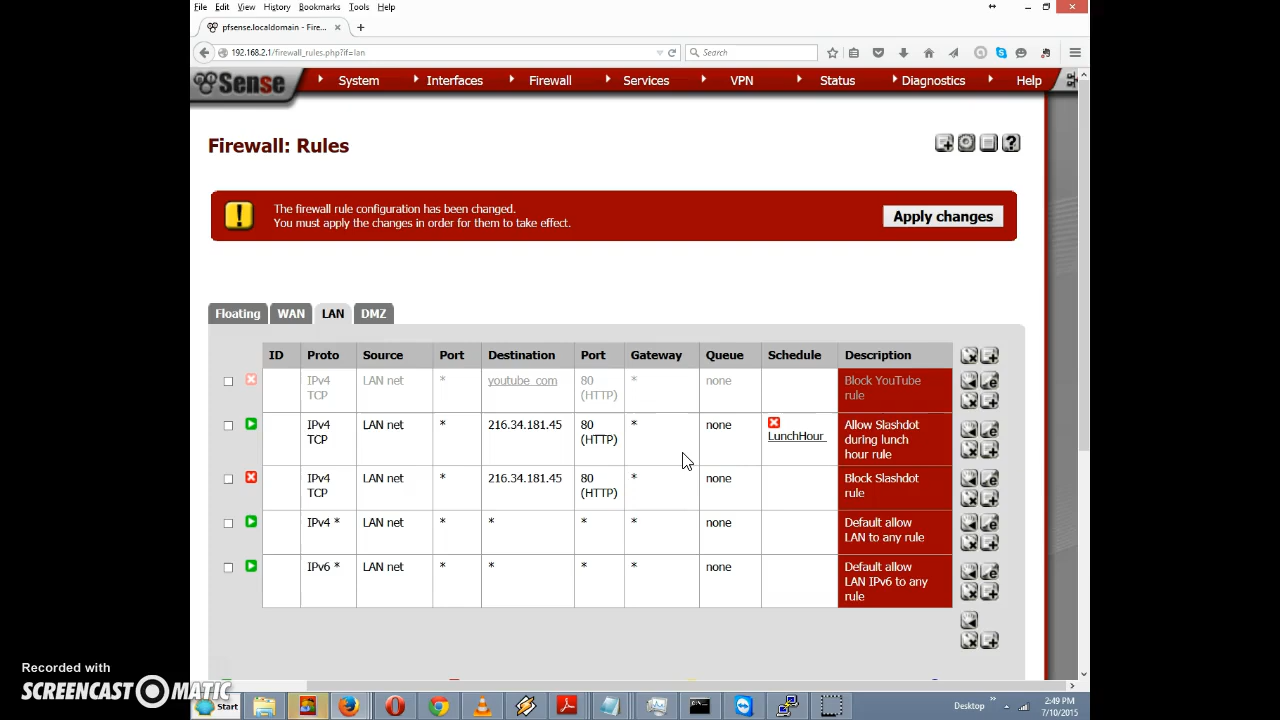 File Edit View History Bookmarks Tools Help
pfsense.localdomain - Fire... × +
192.168.2.1/firewall_rules.php?if=lan Search
Sense System Interfaces Firewall Services VPN Status Diagnostics Help
Firewall: Rules
The firewall rule configuration has been changed.
You must apply the changes in order for them to take effect.
Apply changes
Floating WAN LAN DMZ
ID Proto Source Port Destination Port Gateway Queue Schedule Description
IPv4 TCP LAN net * youtube_com 80 (HTTP) * none Block YouTube rule
IPv4 TCP LAN net * 216.34.181.45 80 (HTTP) * none LunchHour Allow Slashdot during lunch hour rule
IPv4 TCP LAN net * 216.34.181.45 80 (HTTP) * none Block Slashdot rule
IPv4 * LAN net * * * * none Default allow LAN to any rule
IPv6 * LAN net * * * * none Default allow LAN IPv6 to any rule
Recorded with
SCREENCAST MATIC
Start Desktop 2:49 PM
7/10/2015